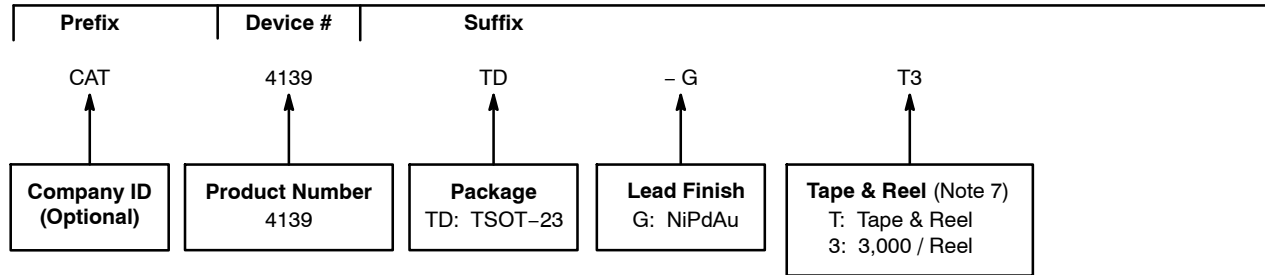 Prefix Device # Suffix
CAT 4139 TD – G T3
Company ID
(Optional)
Product Number
4139
Package
TD: TSOT–23
Lead Finish
G: NiPdAu
Tape & Reel (Note 7)
T: Tape & Reel
3: 3,000 / Reel